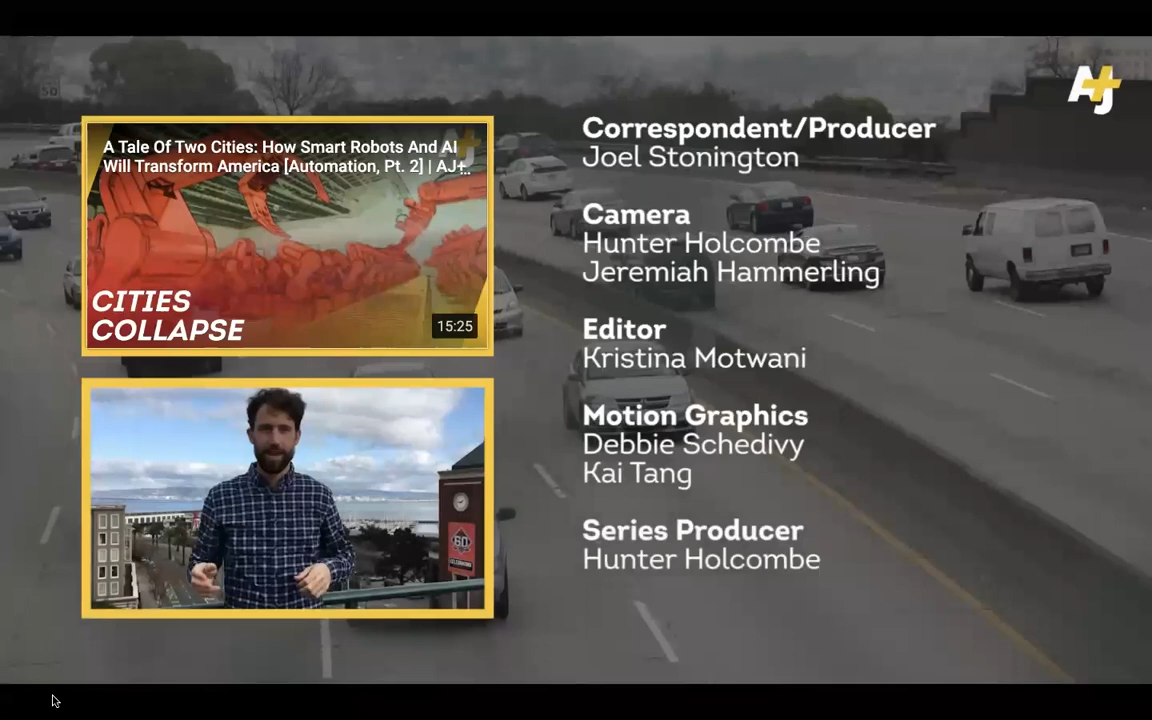 50
AJ+
A Tale Of Two Cities: How Smart Robots And AI
Will Transform America [Automation, Pt. 2] | AJ+..
CITIES
COLLAPSE
15:25
60
Correspondent/Producer
Joel Stonington
Camera
Hunter Holcombe
Jeremiah Hammerling
Editor
Kristina Motwani
Motion Graphics
Debbie Schedivy
Kai Tang
Series Producer
Hunter Holcombe